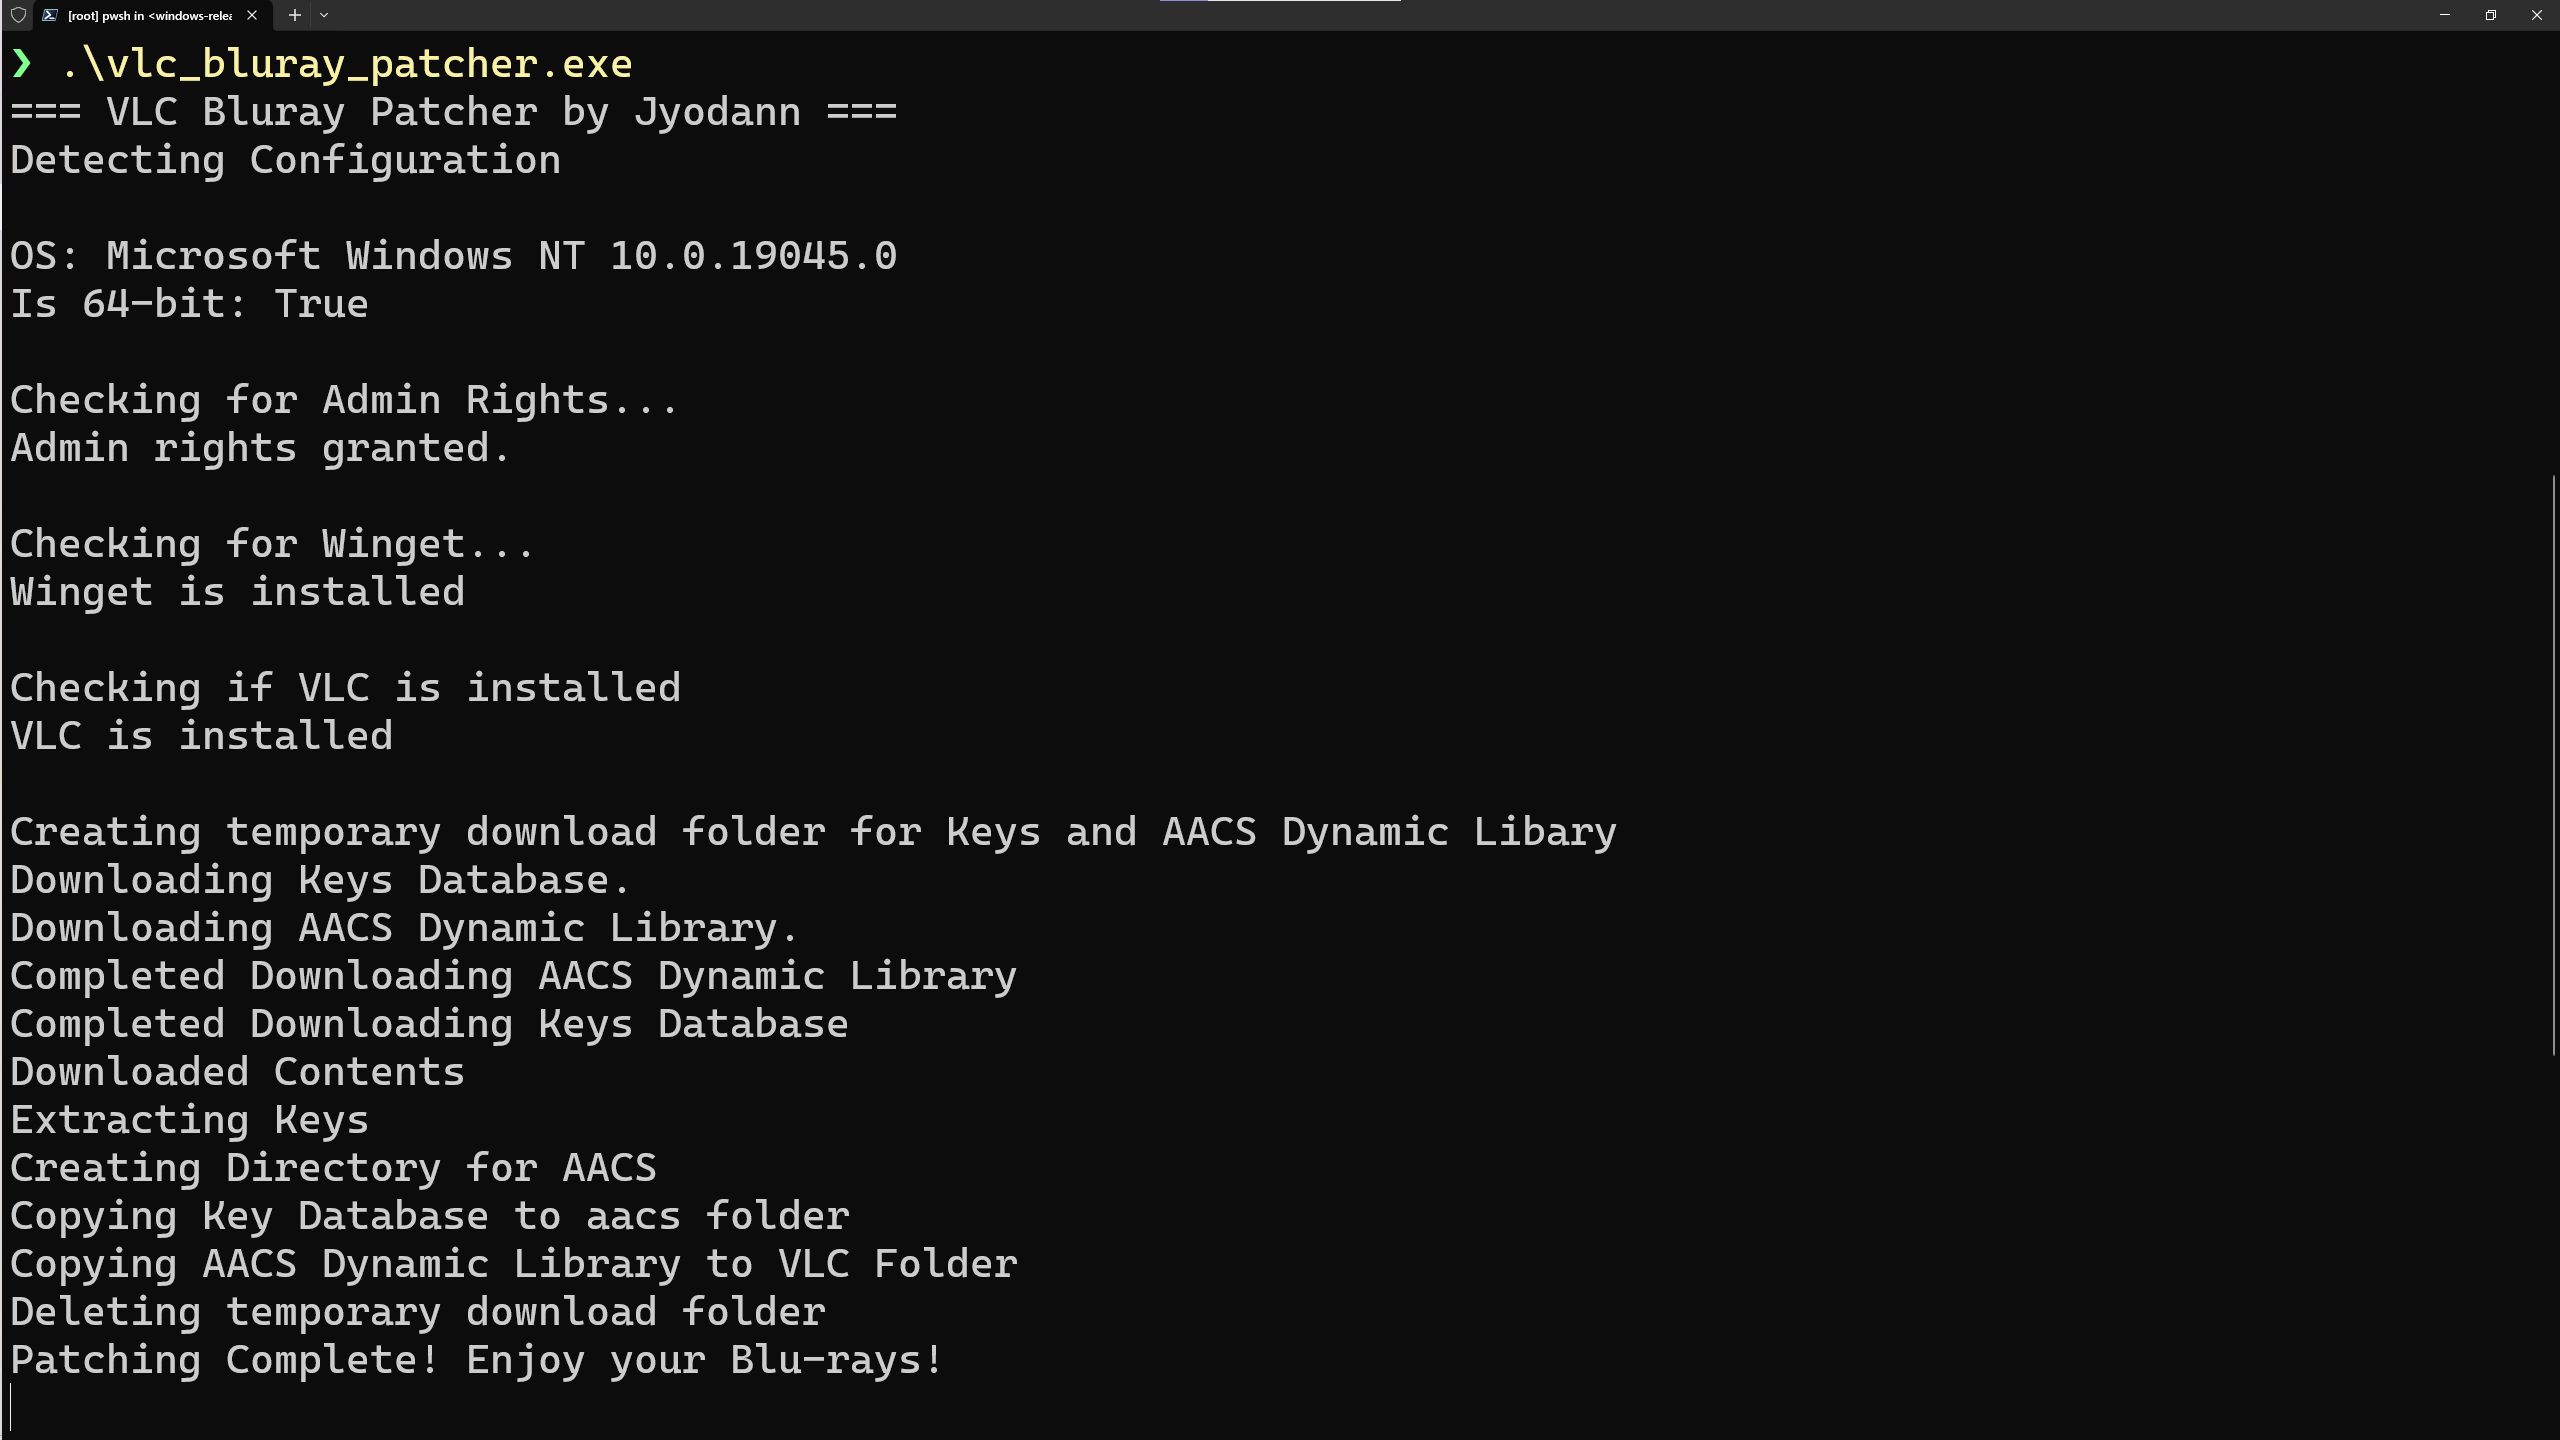 [root] pwsh in <windows-relea
❯ .\vlc_bluray_patcher.exe
=== VLC Bluray Patcher by Jyodann ===
Detecting Configuration
OS: Microsoft Windows NT 10.0.19045.0
Is 64-bit: True
Checking for Admin Rights...
Admin rights granted.
Checking for Winget...
Winget is installed
Checking if VLC is installed
VLC is installed
Creating temporary download folder for Keys and AACS Dynamic Libary
Downloading Keys Database.
Downloading AACS Dynamic Library.
Completed Downloading AACS Dynamic Library
Completed Downloading Keys Database
Downloaded Contents
Extracting Keys
Creating Directory for AACS
Copying Key Database to aacs folder
Copying AACS Dynamic Library to VLC Folder
Deleting temporary download folder
Patching Complete! Enjoy your Blu-rays!